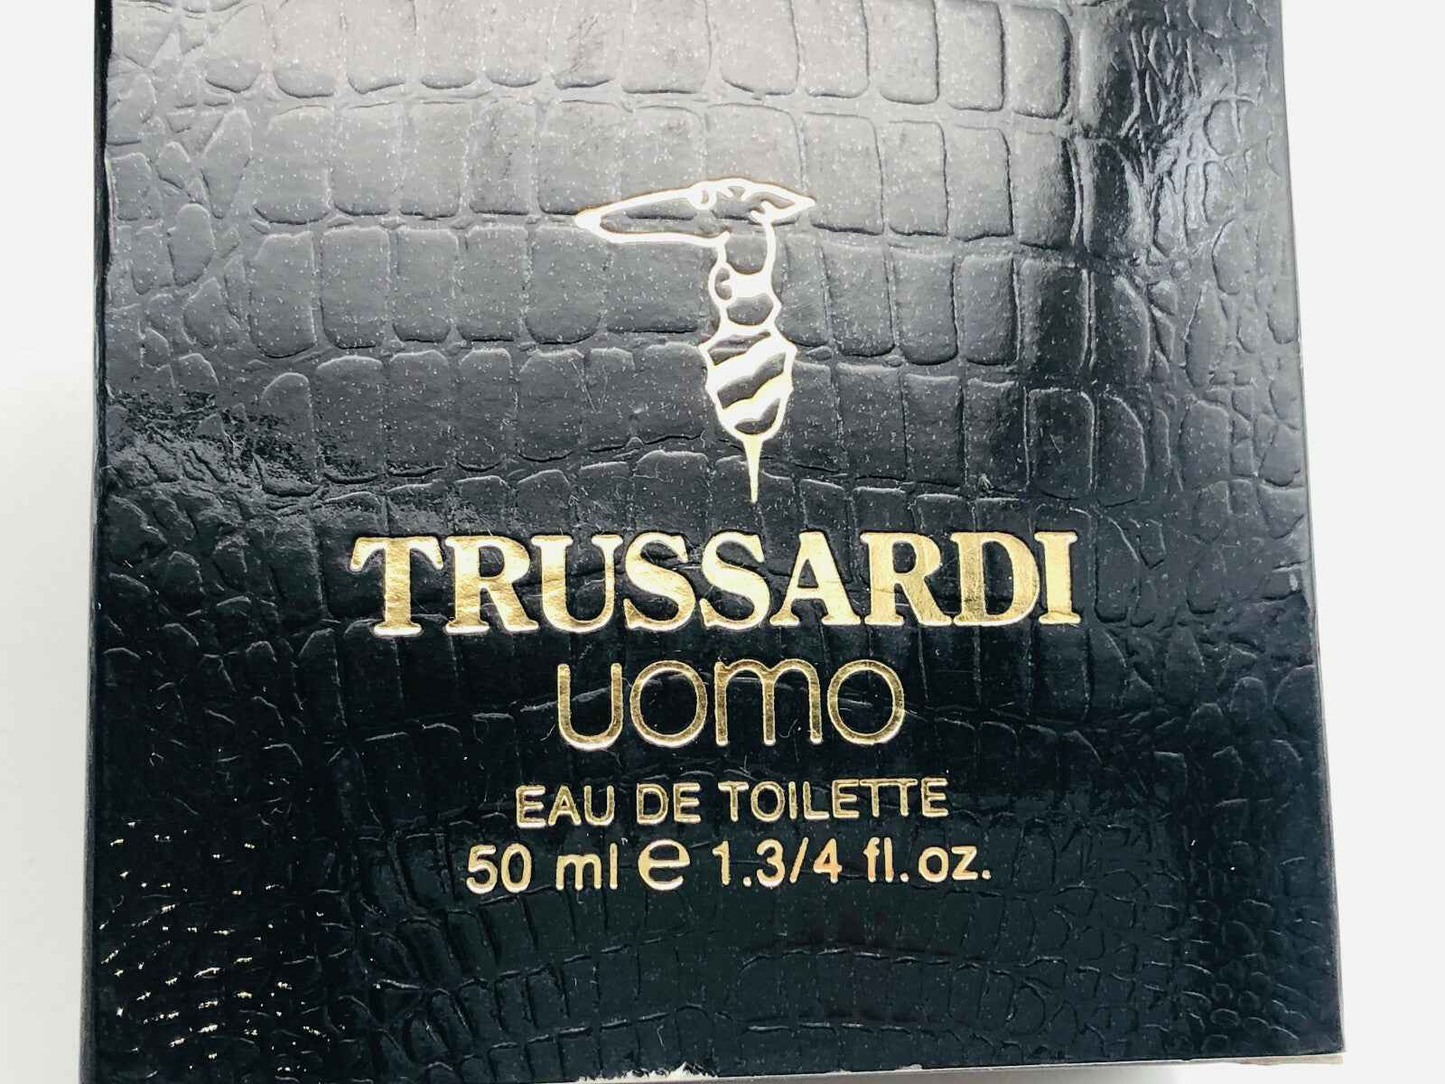 TRUSSARDI
uomo
EAU DE TOILETTE
50 ml e 1.3/4 fl.oz.